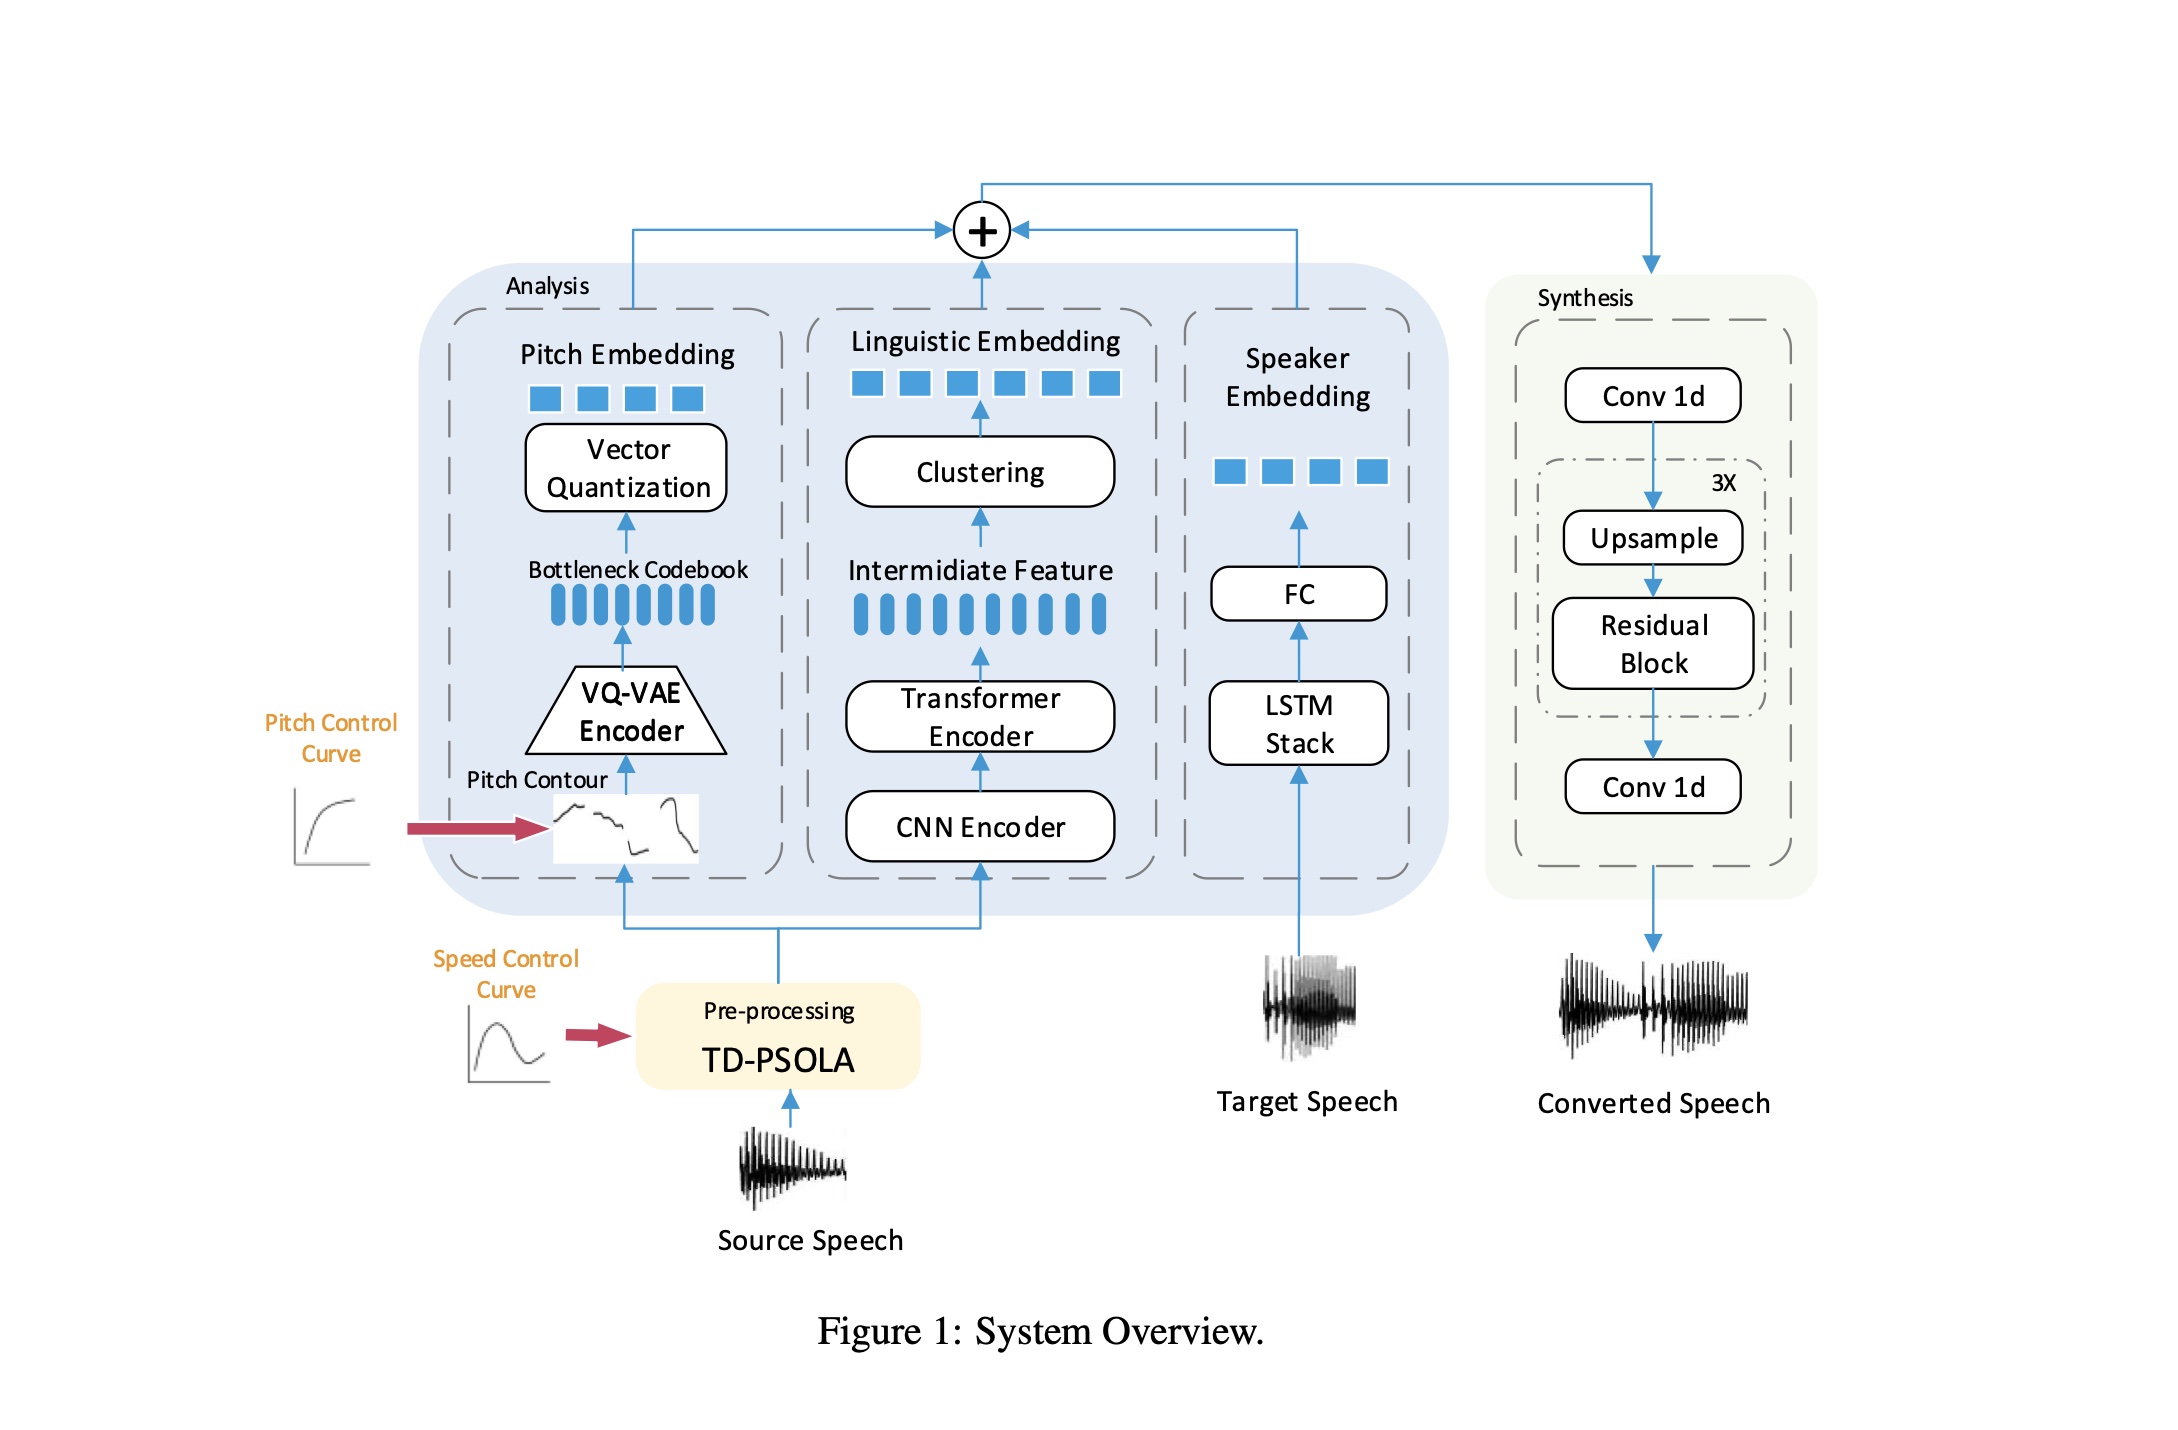 Analysis
Pitch Embedding
Vector
Quantization
Bottleneck Codebook
VQ-VAE
Encoder
Pitch Contour
Pitch Control
Curve
Linguistic Embedding
Clustering
Intermidiate Feature
Transformer
Encoder
CNN Encoder
Speaker
Embedding
FC
LSTM
Stack
+
Synthesis
Conv 1d
3X
Upsample
Residual
Block
Conv 1d
Speed Control
Curve
Pre-processing
TD-PSOLA
Source Speech
Target Speech
Converted Speech
Figure 1: System Overview.